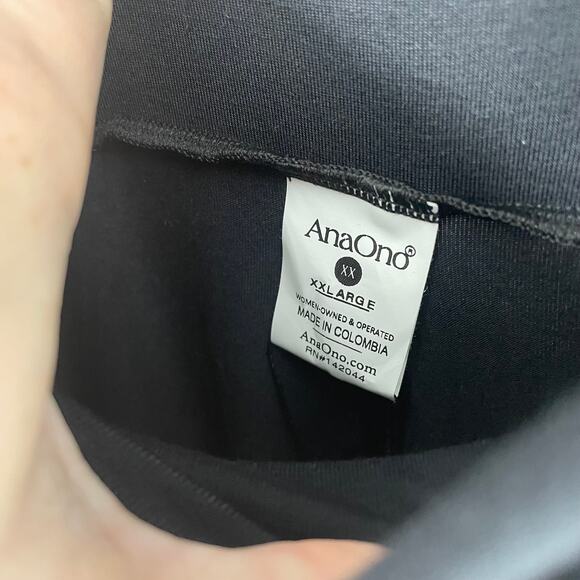 AnaOno®
XX
XXLARGE
WOMEN-OWNED & OPERATED
MADE IN COLOMBIA
AnaOno.com
RN#142044